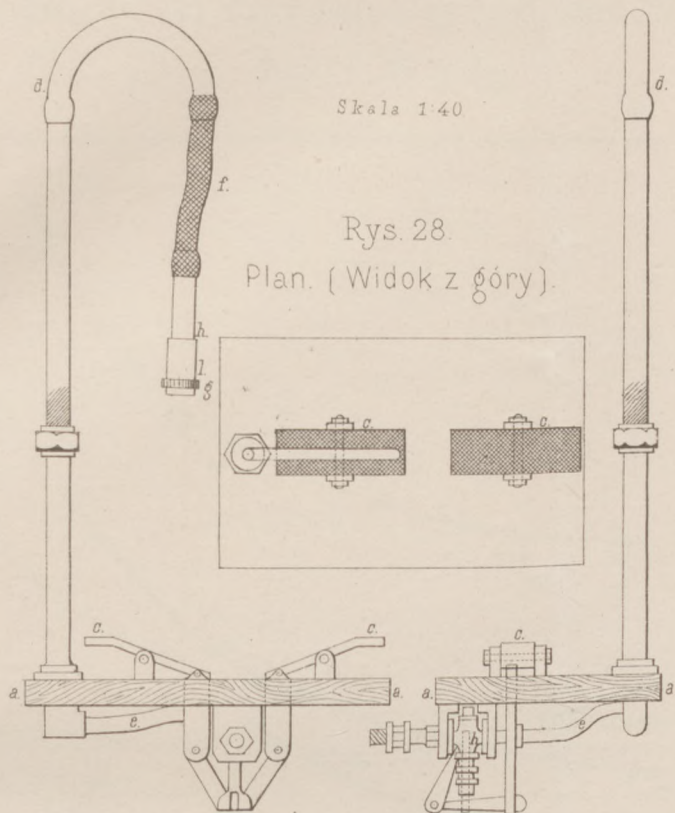 d.
d.
Skala 1:40
f.
Rys. 28.
Plan. (Widok z góry).
h.
l.
g
c.
c.
c.
c.
c.
a.
a.
a.
a
e.
e
h